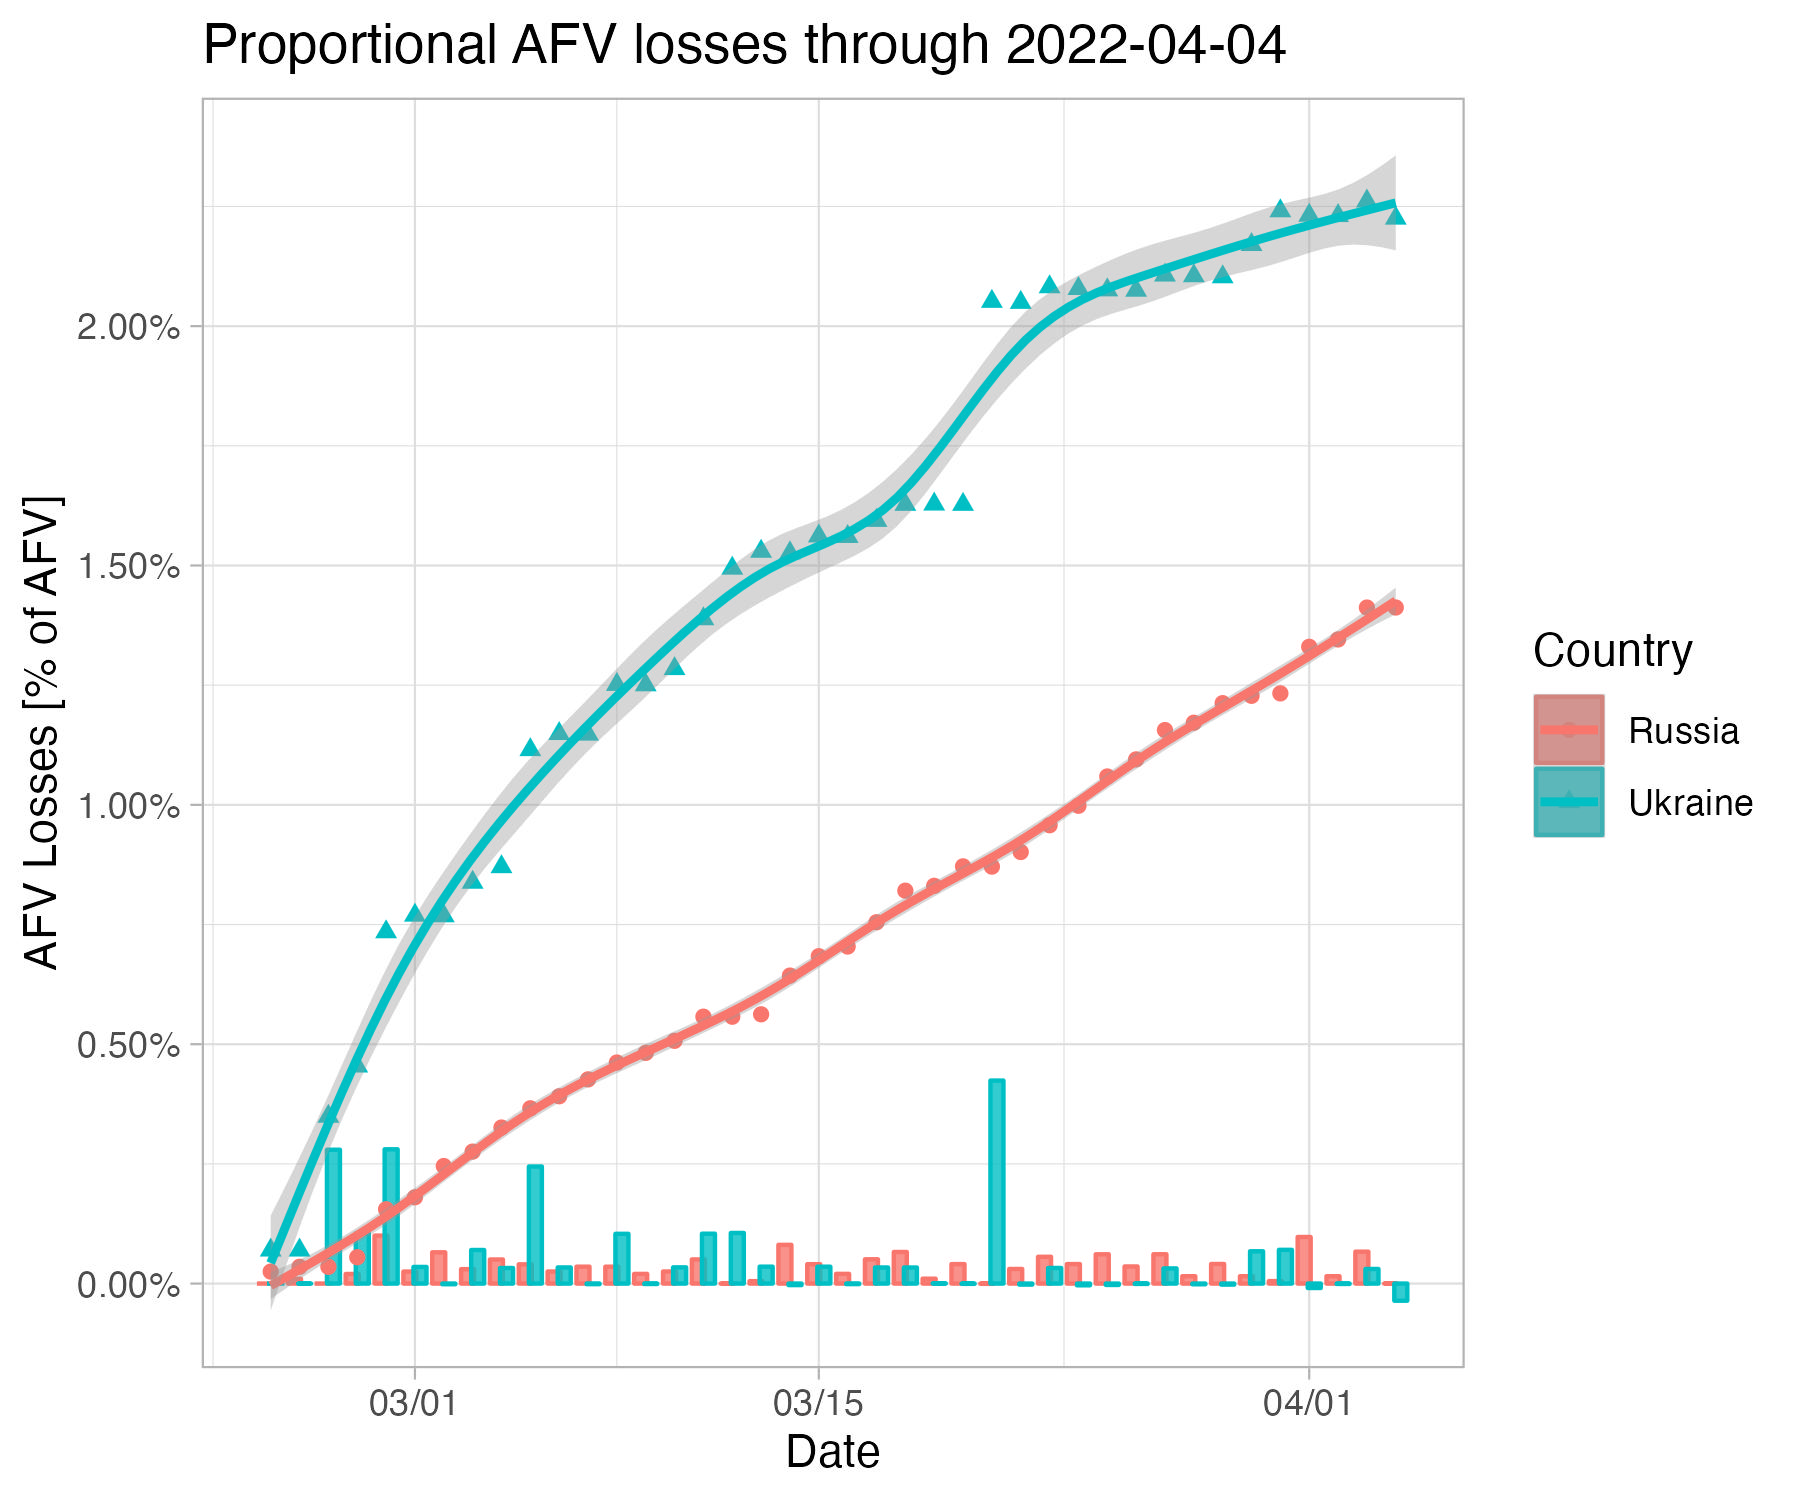 Proportional AFV losses through 2022-04-04
AFV Losses [% of AFV]
2.00%
1.50%
1.00%
0.50%
0.00%
03/01
03/15
04/01
Date
Country
Russia
Ukraine